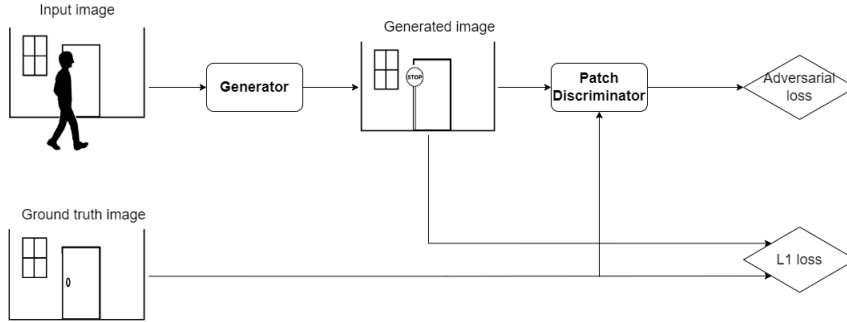 Input image
Generated image
Generator
STOP
Patch
Discriminator
Adversarial
loss
Ground truth image
L1 loss